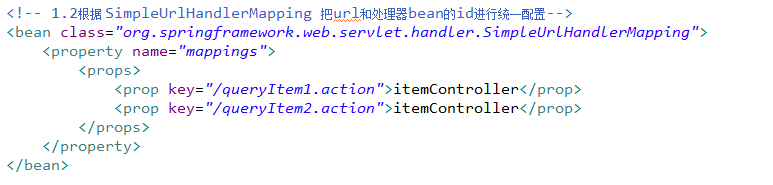 <!-- 1.2根据 SimpleUrlHandlerMapping 把url和处理器bean的id进行统一配置-->
<bean class="org.springframework.web.servlet.handler.SimpleUrlHandlerMapping">
    <property name="mappings">
        <props>
            <prop key="/queryItem1.action">itemController</prop>
            <prop key="/queryItem2.action">itemController</prop>
        </props>
    </property>
</bean>